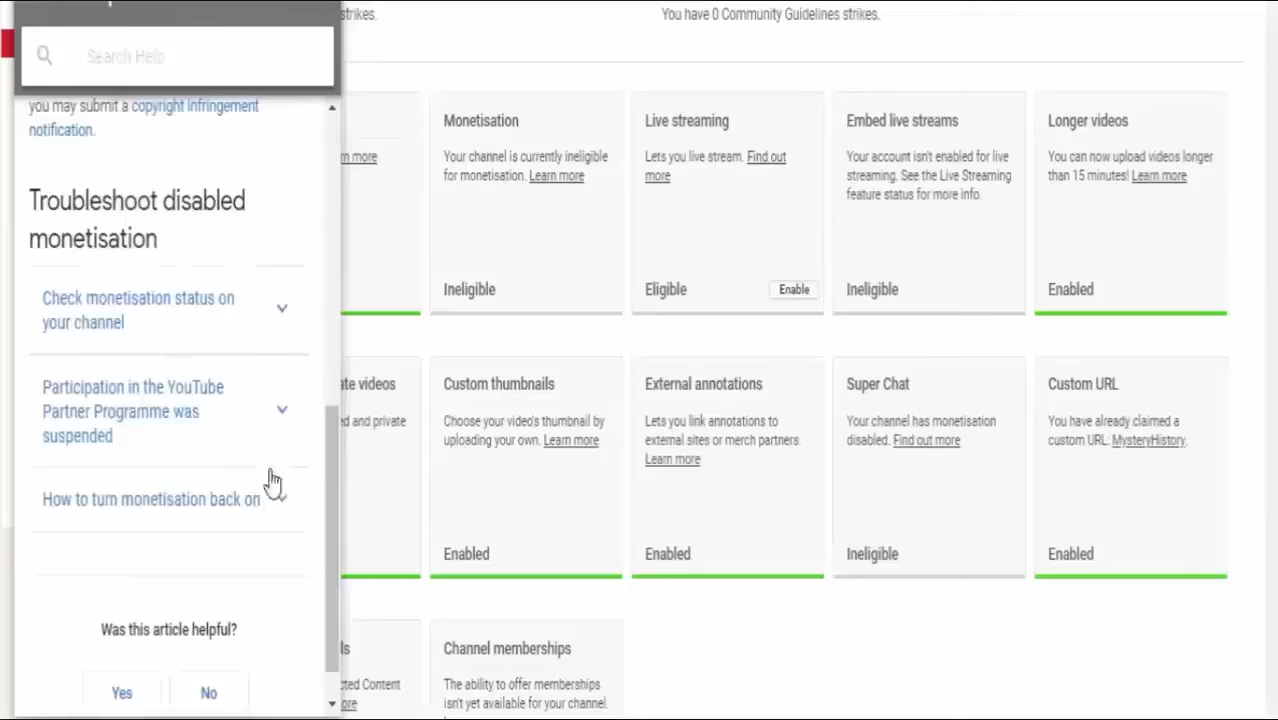 strikes.
You have 0 Community Guidelines strikes.
Search Help
you may submit a copyright infringement
notification.
Troubleshoot disabled
monetisation
Check monetisation status on
your channel
Participation in the YouTube
Partner Programme was
suspended
How to turn monetisation back on
Was this article helpful?
Yes
No
more
Monetisation
Your channel is currently ineligible
for monetisation. Learn more
Ineligible
Live streaming
Lets you live stream. Find out
more
Eligible
Enable
Embed live streams
Your account isn't enabled for live
streaming. See the Live Streaming
feature status for more info.
Ineligible
Longer videos
You can now upload videos longer
than 15 minutes! Learn more
Enabled
videos
and private
Custom thumbnails
Choose your video's thumbnail by
uploading your own. Learn more
Enabled
External annotations
Lets you link annotations to
external sites or merch partners.
Learn more
Enabled
Super Chat
Your channel has monetisation
disabled. Find out more
Ineligible
Custom URL
You have already claimed a
custom URL: MysteryHistory.
Enabled
Content
Channel memberships
The ability to offer memberships
isn't yet available for your channel.